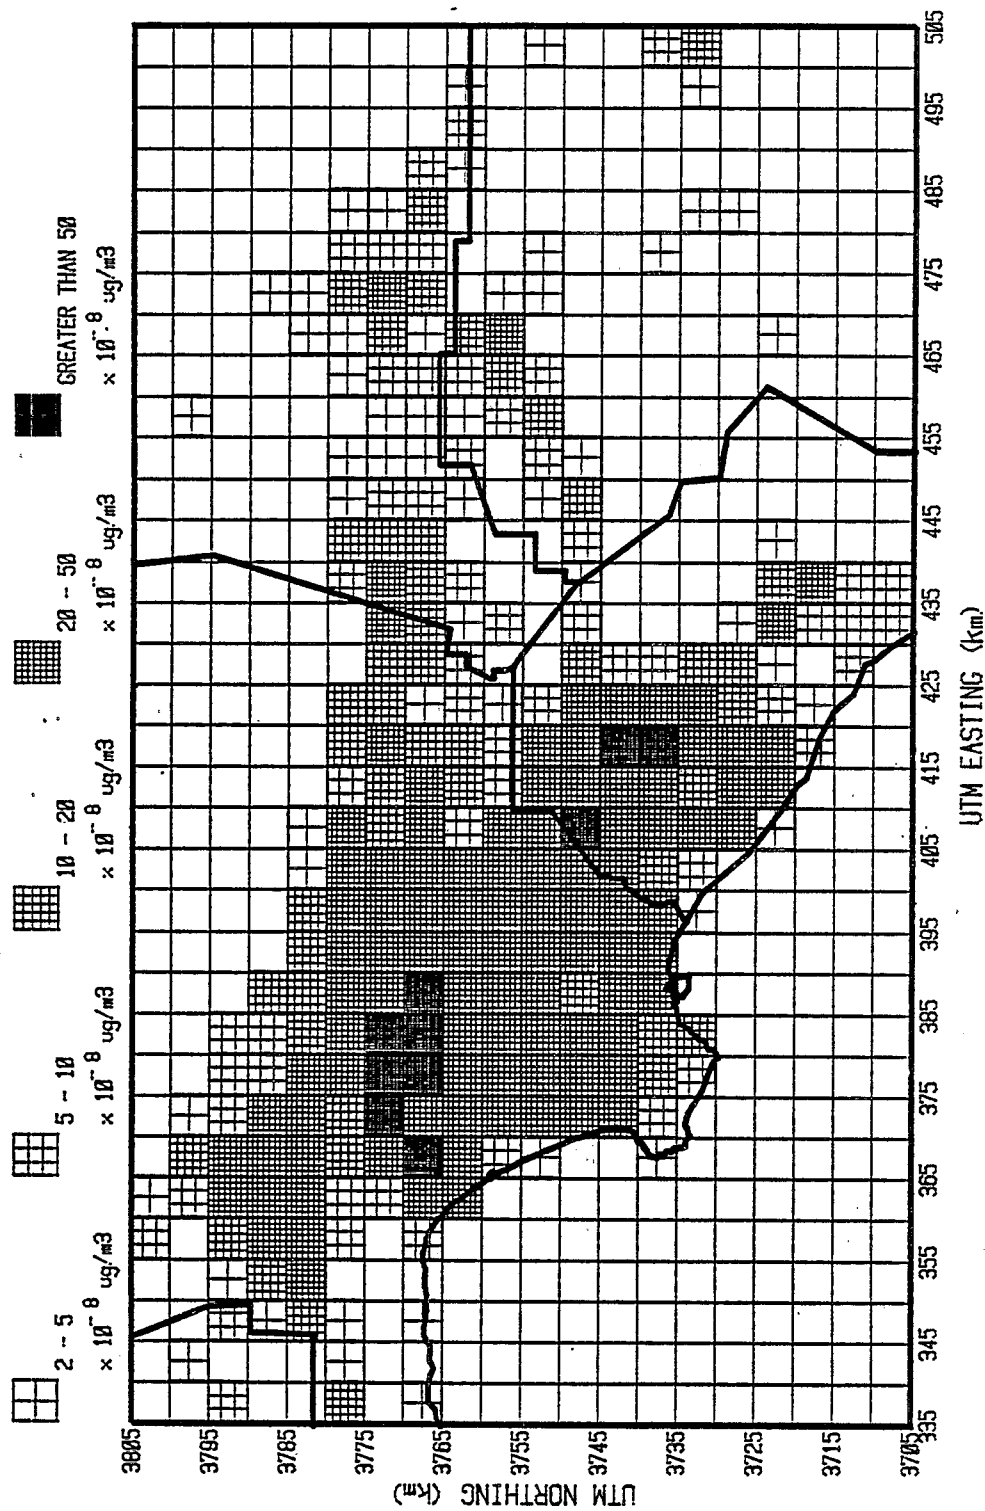 2 - 5
x 10⁻⁸ ug/m3
5 - 10
x 10⁻⁸ ug/m3
10 - 20
x 10⁻⁸ ug/m3
20 - 50
x 10⁻⁸ ug/m3
GREATER THAN 50
x 10⁻⁸ ug/m3
UTM NORTHING (km)
3805
3795
3785
3775
3765
3755
3745
3735
3725
3715
3705
335
345
355
365
375
385
395
405
415
425
435
445
455
465
475
485
495
505
UTM EASTING (km)